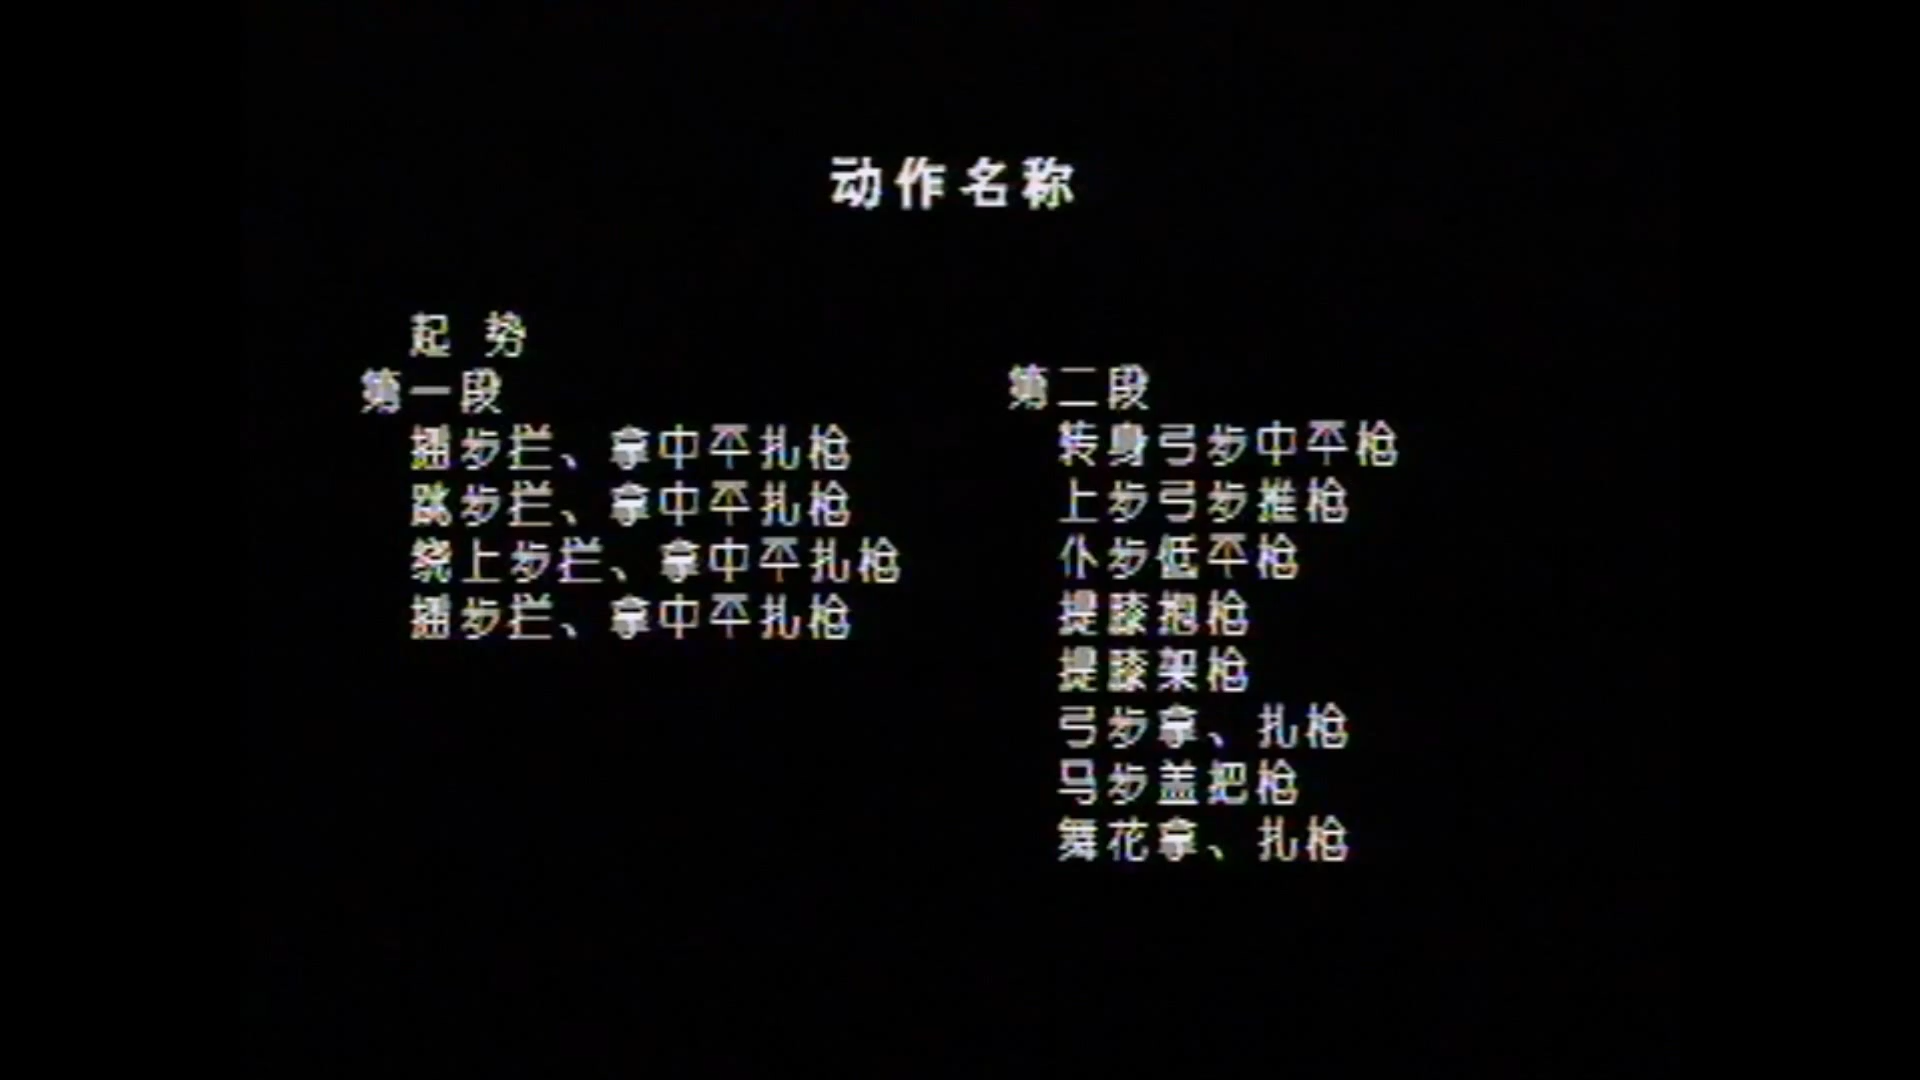 动作名称
起 势
第一段
插步拦、拿中平扎枪
跳步拦、拿中平扎枪
绕上步拦、拿中平扎枪
插步拦、拿中平扎枪
第二段
转身弓步中平枪
上步弓步推枪
仆步低平枪
提膝抱枪
提膝架枪
弓步拿、扎枪
马步盖把枪
舞花拿、扎枪